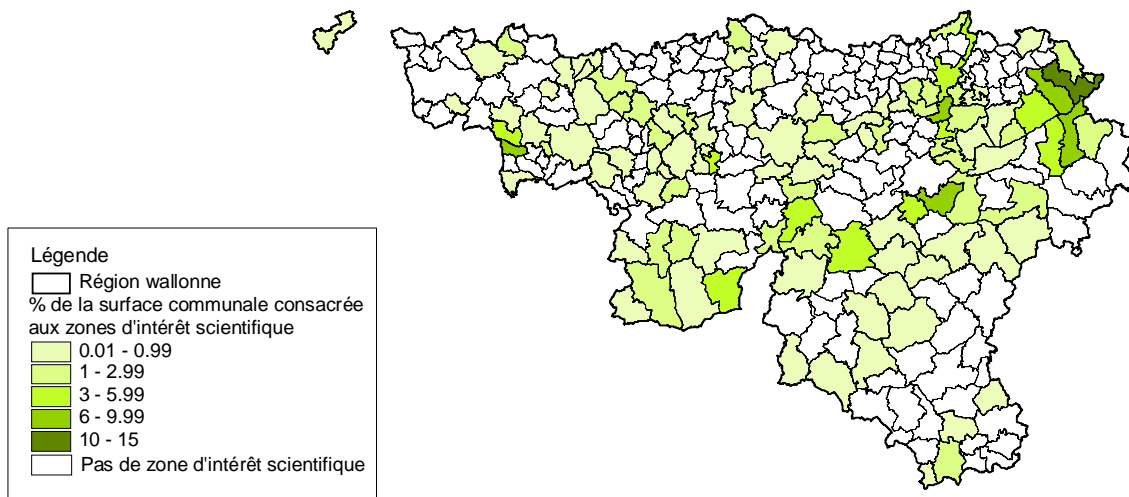 Légende
Région wallonne
% de la surface communale consacrée
aux zones d'intérêt scientifique
0.01 - 0.99
1 - 2.99
3 - 5.99
6 - 9.99
10 - 15
Pas de zone d'intérêt scientifique